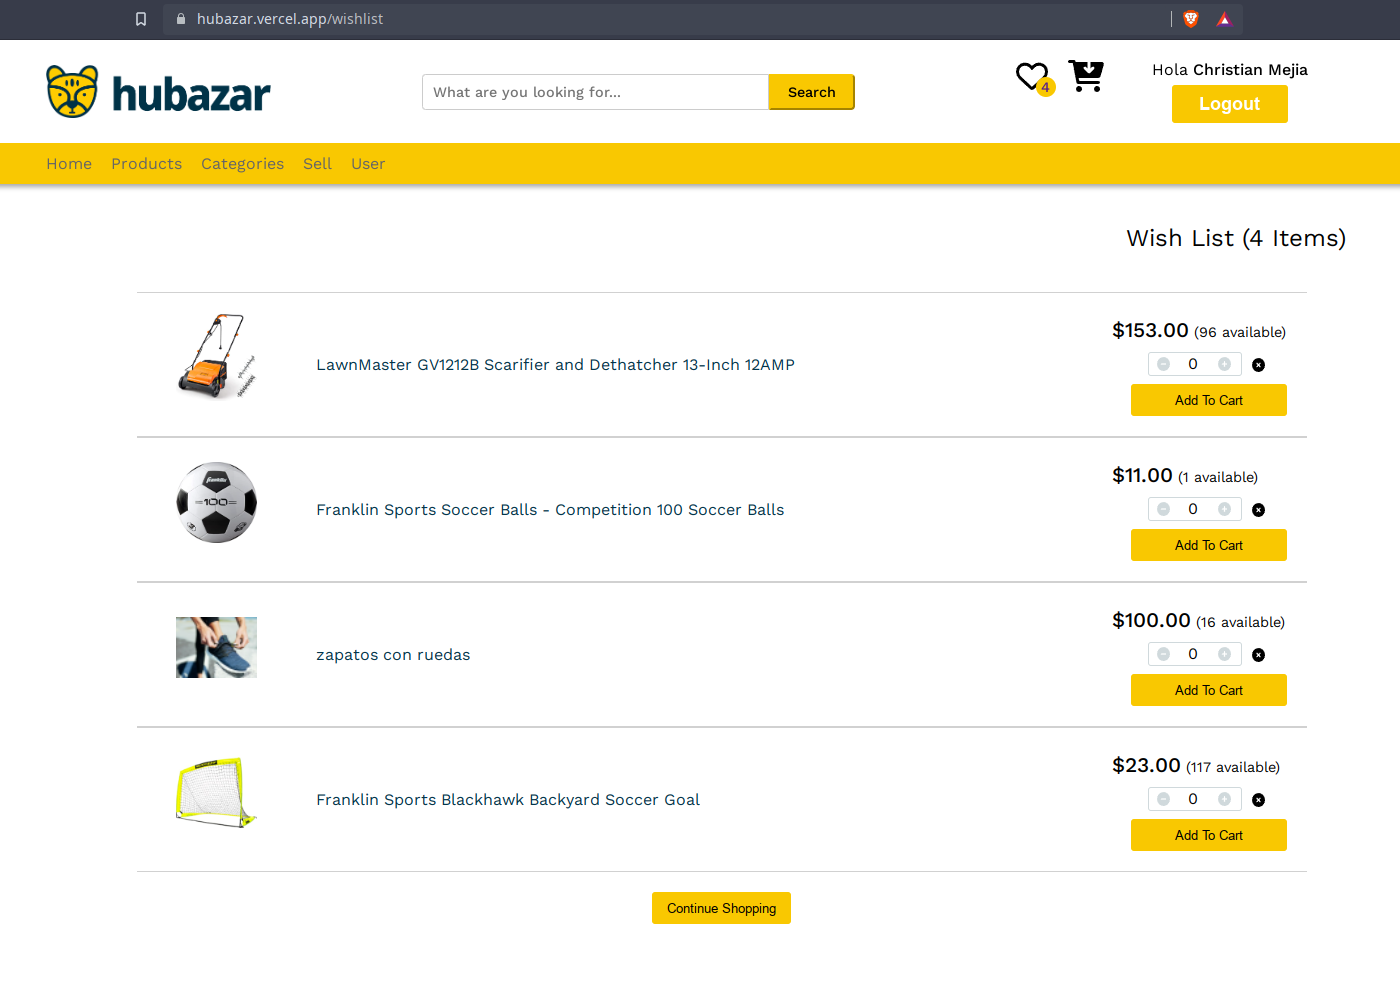 hubazar.vercel.app/wishlist
hubazar
What are you looking for...
Search
4
Hola Christian Mejia
Logout
Home Products Categories Sell User
Wish List (4 Items)
$153.00 (96 available)
LawnMaster GV1212B Scarifier and Dethatcher 13-Inch 12AMP
0
Add To Cart
Franklin
100
$11.00 (1 available)
Franklin Sports Soccer Balls - Competition 100 Soccer Balls
0
Add To Cart
$100.00 (16 available)
zapatos con ruedas
0
Add To Cart
$23.00 (117 available)
Franklin Sports Blackhawk Backyard Soccer Goal
0
Add To Cart
Continue Shopping